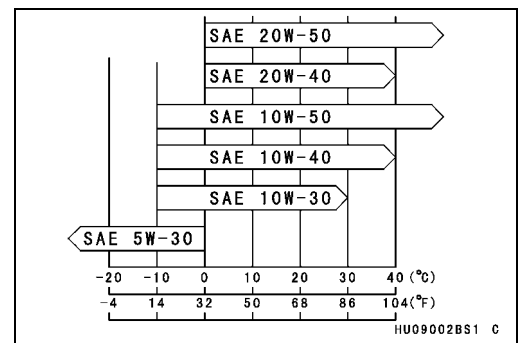 SAE 20W-50
SAE 20W-40
SAE 10W-50
SAE 10W-40
SAE 10W-30
SAE 5W-30
-20 -10 0 10 20 30 40 (°C)
-4 14 32 50 68 86 104(°F)
HU09002BS1 C